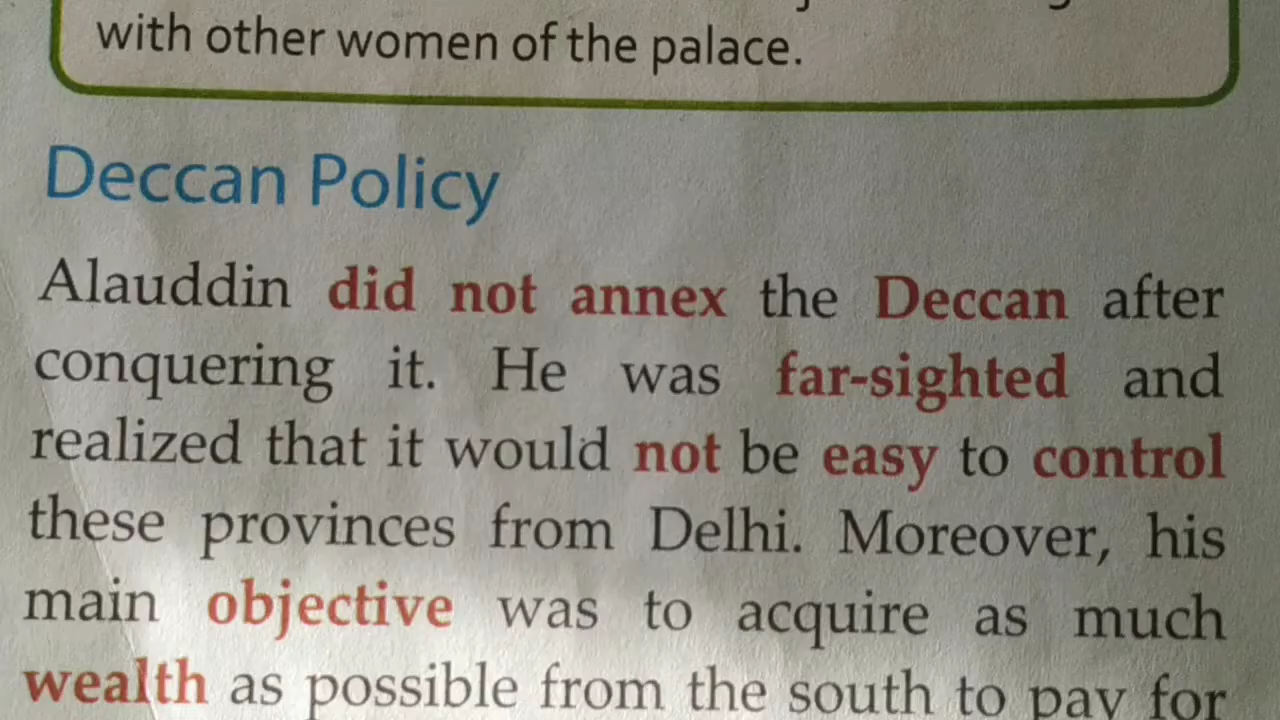 with other women of the palace.
Deccan Policy
Alauddin did not annex the Deccan after
conquering it. He was far-sighted and
realized that it would not be easy to control
these provinces from Delhi. Moreover, his
main objective was to acquire as much
wealth as possible from the south to pay for